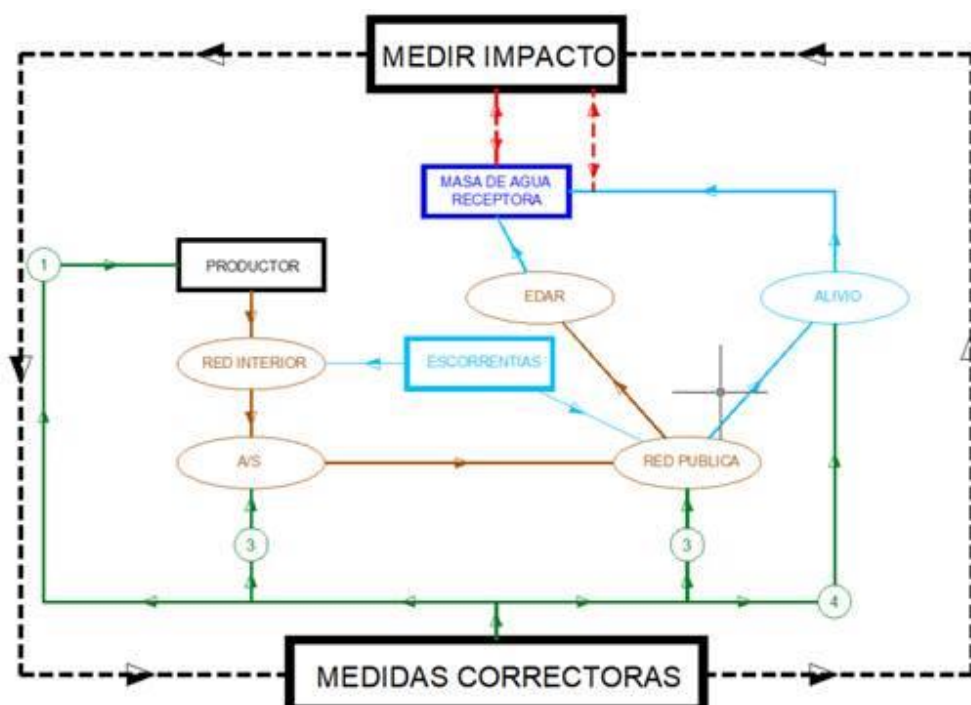 MEDIR IMPACTO
MASA DE AGUA
RECEPTORA
1
PRODUCTOR
EDAR
ALIVIO
RED INTERIOR
ESCORRENTIAS
A/S
RED PUBLICA
3
3
4
MEDIDAS CORRECTORAS